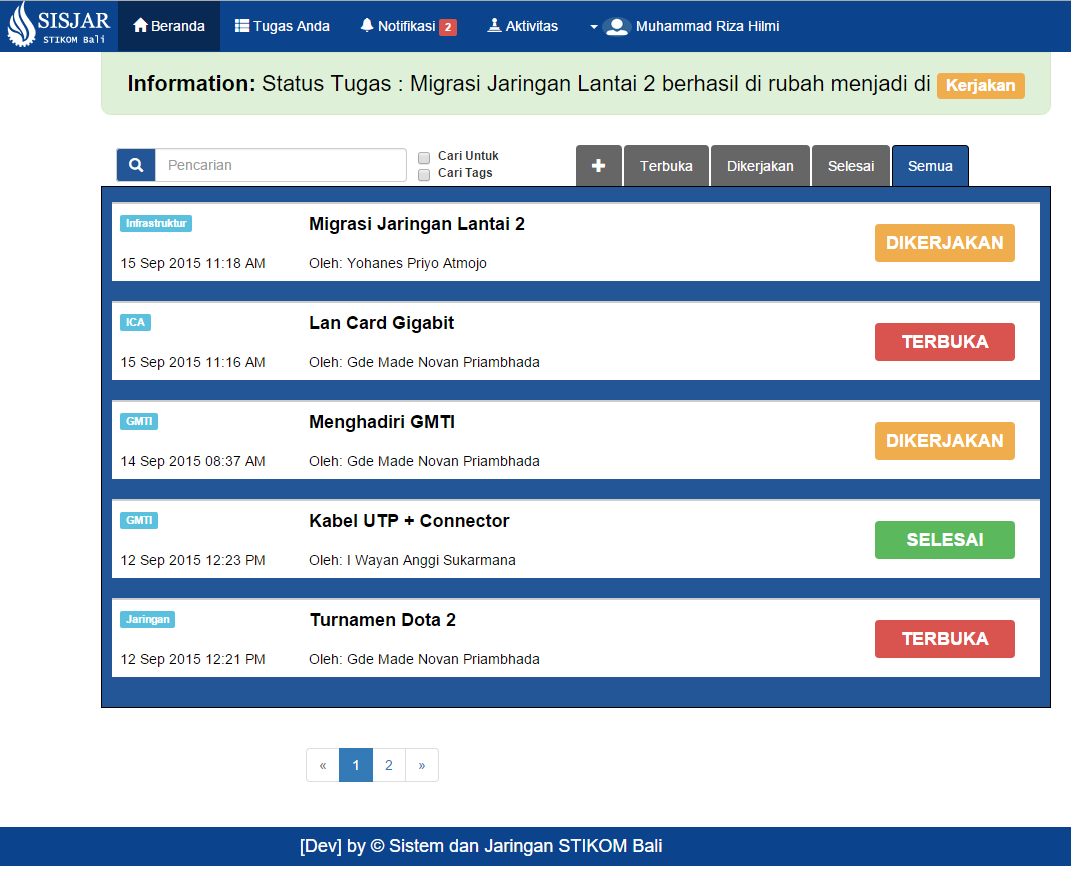 SISJAR
STIKOM Bali
Beranda
Tugas Anda
Notifikasi 2
Aktivitas
Muhammad Riza Hilmi
Information: Status Tugas : Migrasi Jaringan Lantai 2 berhasil di rubah menjadi di Kerjakan
Pencarian
Cari Untuk
Cari Tags
+
Terbuka
Dikerjakan
Selesai
Semua
Infrastruktur
Migrasi Jaringan Lantai 2
15 Sep 2015 11:18 AM
Oleh: Yohanes Priyo Atmojo
DIKERJAKAN
ICA
Lan Card Gigabit
15 Sep 2015 11:16 AM
Oleh: Gde Made Novan Priambhada
TERBUKA
GMTI
Menghadiri GMTI
14 Sep 2015 08:37 AM
Oleh: Gde Made Novan Priambhada
DIKERJAKAN
GMTI
Kabel UTP + Connector
12 Sep 2015 12:23 PM
Oleh: I Wayan Anggi Sukarmana
SELESAI
Jaringan
Turnamen Dota 2
12 Sep 2015 12:21 PM
Oleh: Gde Made Novan Priambhada
TERBUKA
« 1 2 »
[Dev] by © Sistem dan Jaringan STIKOM Bali